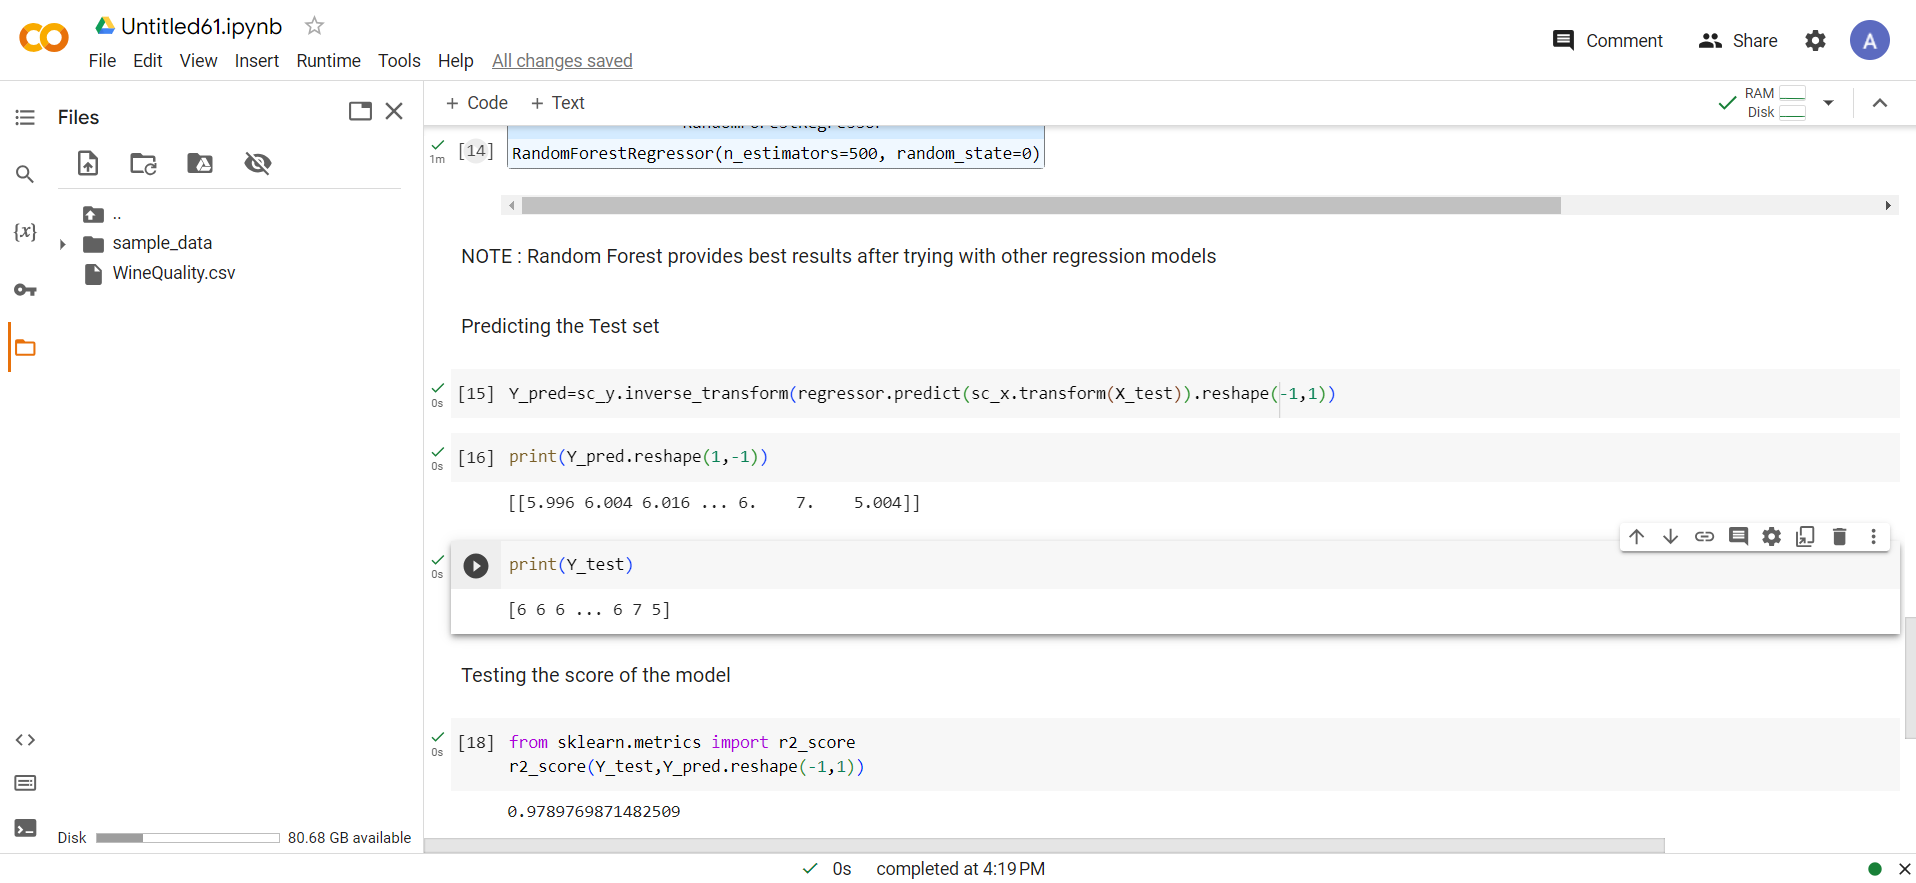 Untitled61.ipynb
File Edit View Insert Runtime Tools Help All changes saved
Comment Share A
Files
+ Code + Text
RAM
Disk
..
sample_data
WineQuality.csv
{x}
1m [14] RandomForestRegressor
RandomForestRegressor(n_estimators=500, random_state=0)
NOTE : Random Forest provides best results after trying with other regression models
Predicting the Test set
0s [15] Y_pred=sc_y.inverse_transform(regressor.predict(sc_x.transform(X_test)).reshape(-1,1))
0s [16] print(Y_pred.reshape(1,-1))
[[5.996 6.004 6.016 ... 6.    7.    5.004]]
0s print(Y_test)
[6 6 6 ... 6 7 5]
Testing the score of the model
0s [18] from sklearn.metrics import r2_score
r2_score(Y_test,Y_pred.reshape(-1,1))
0.9789769871482509
Disk 80.68 GB available
0s completed at 4:19 PM